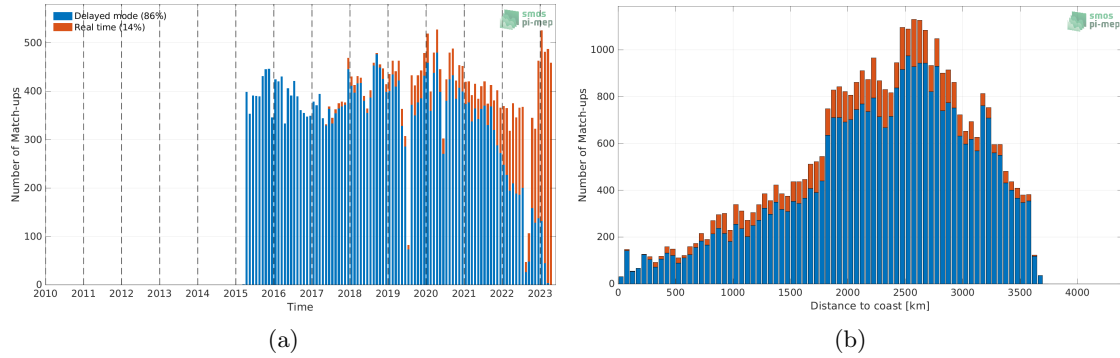 Delayed mode (86%)
Real time (14%)
smos
pi-mep
500
400
300
200
100
0
Number of Match-ups
2010 2011 2012 2013 2014 2015 2016 2017 2018 2019 2020 2021 2022 2023
Time
(a)
smos
pi-mep
1000
800
600
400
200
0
Number of Match-ups
0 500 1000 1500 2000 2500 3000 3500 4000
Distance to coast [km]
(b)